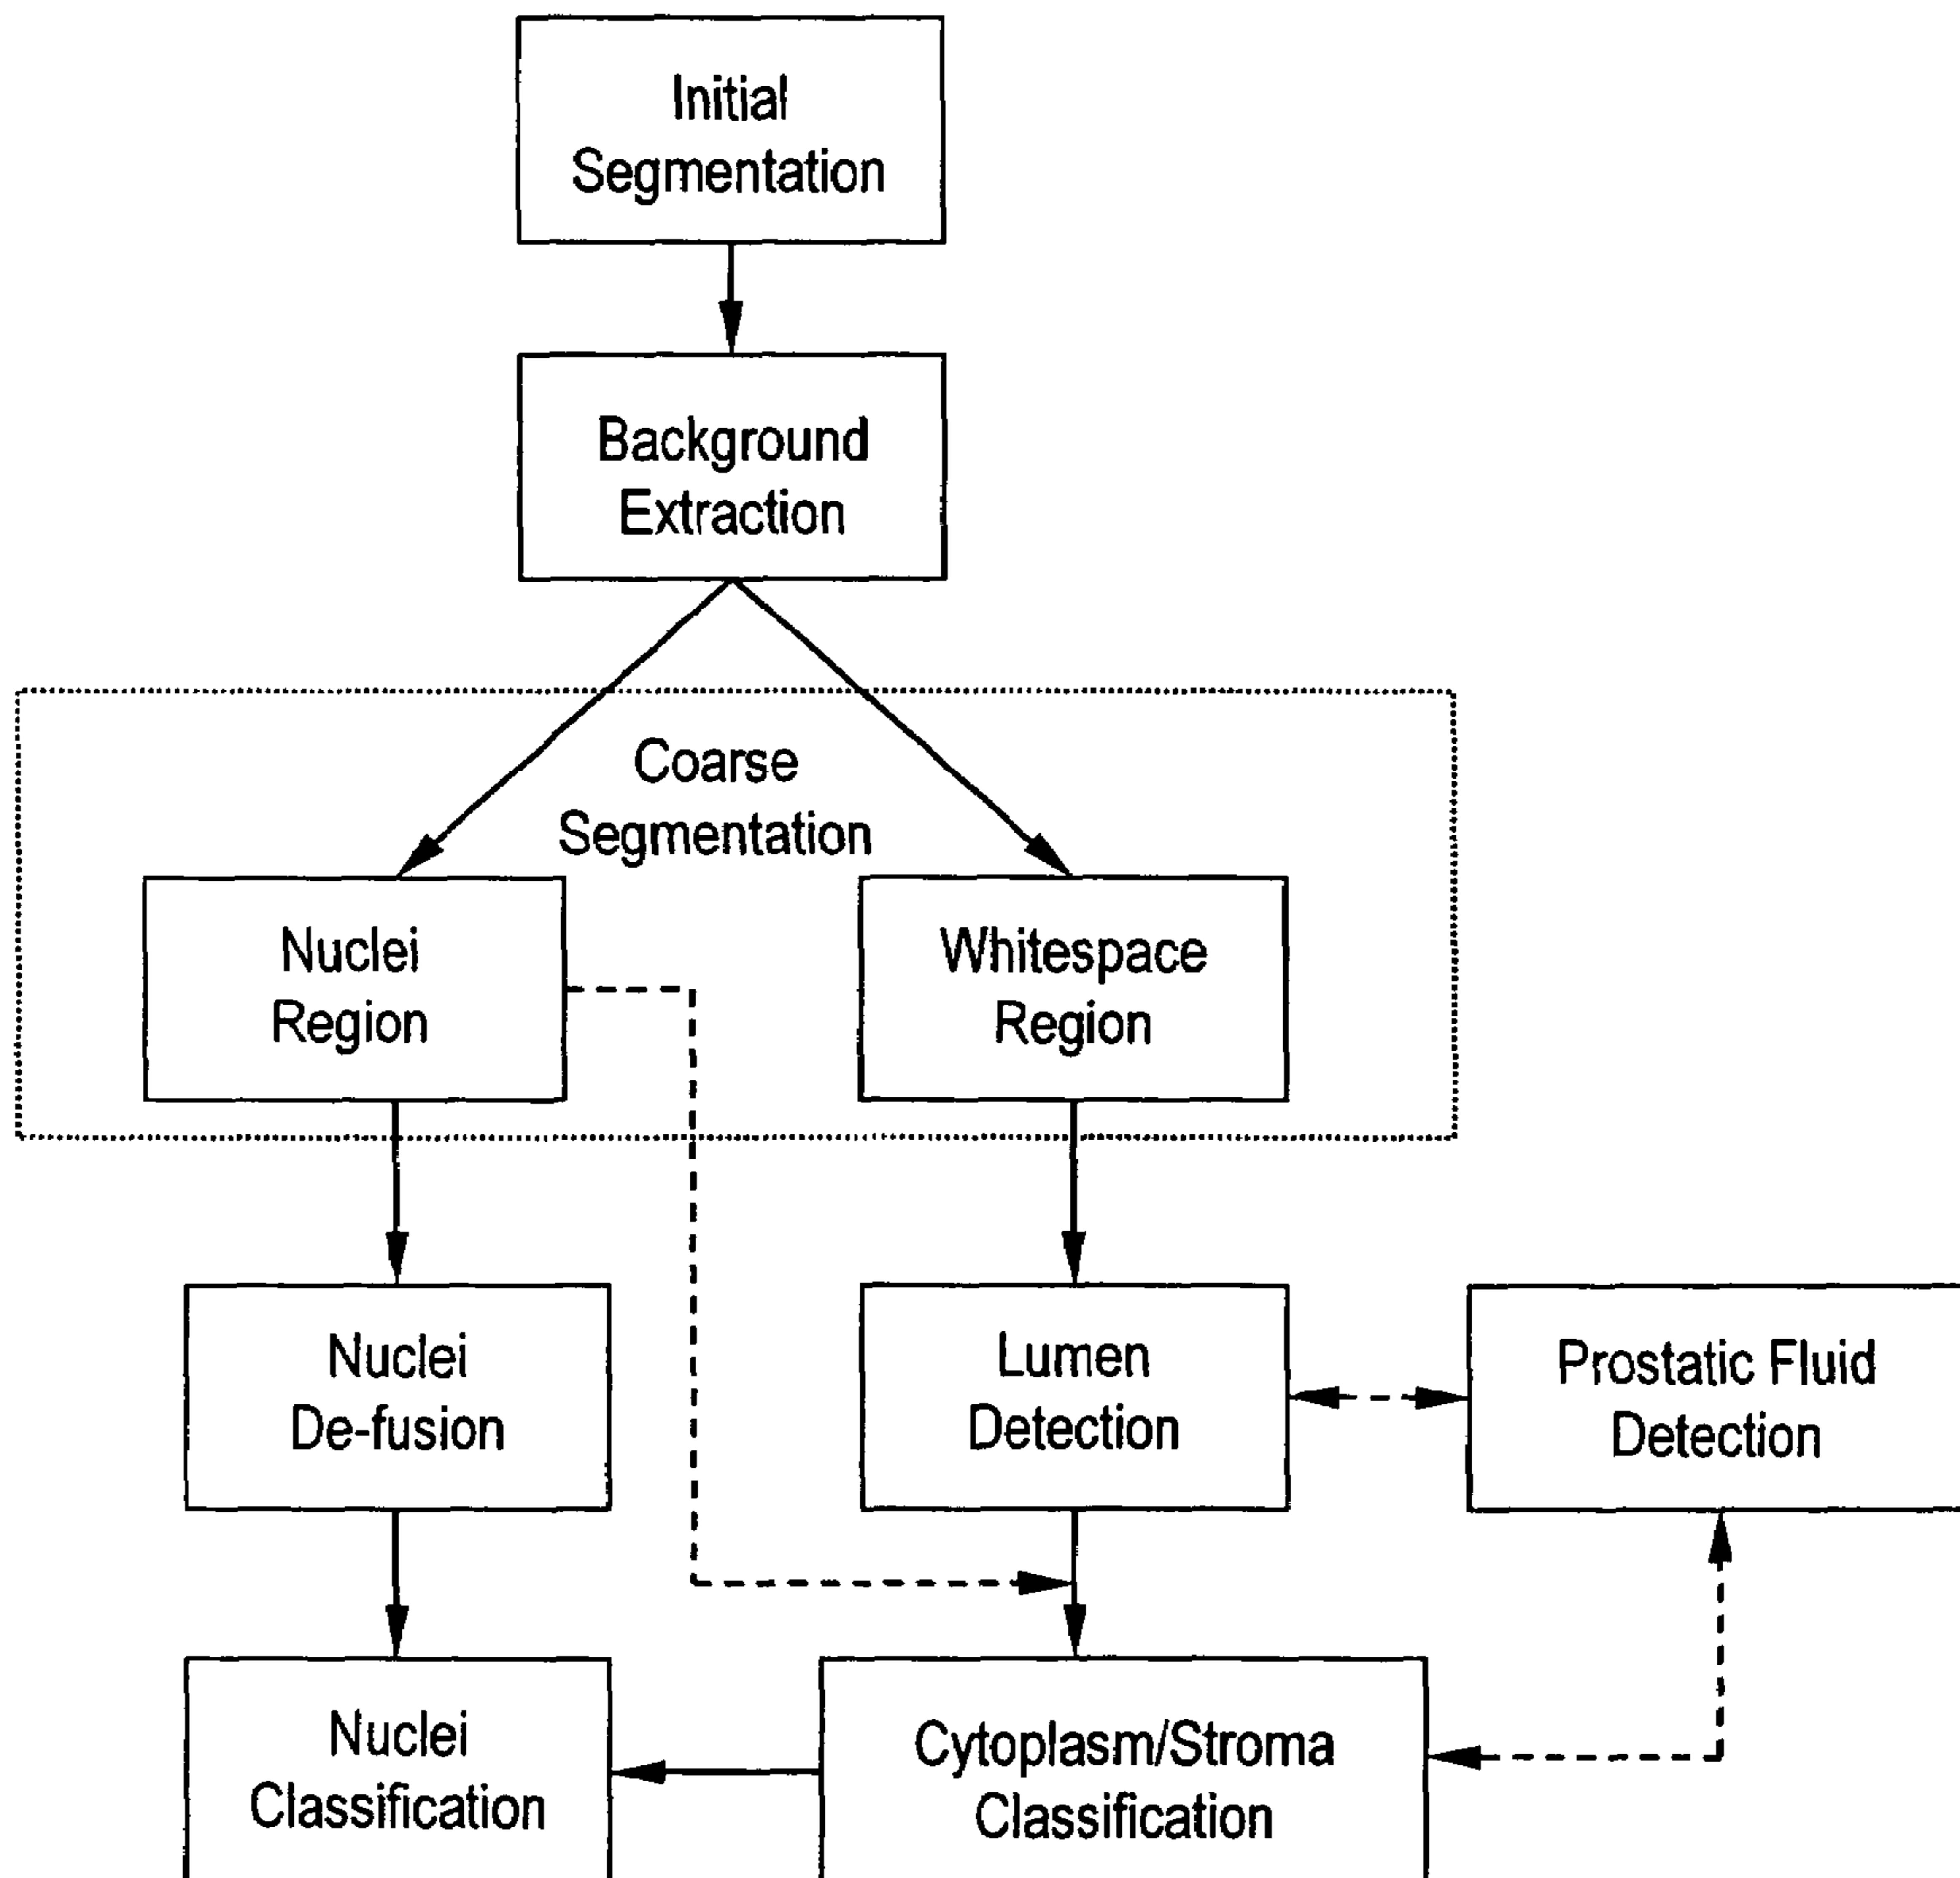 Initial
Segmentation
Background
Extraction
Coarse
Segmentation
Nuclei
Region
Whitespace
Region
Nuclei
De-fusion
Lumen
Detection
Prostatic Fluid
Detection
Nuclei
Classification
Cytoplasm/Stroma
Classification